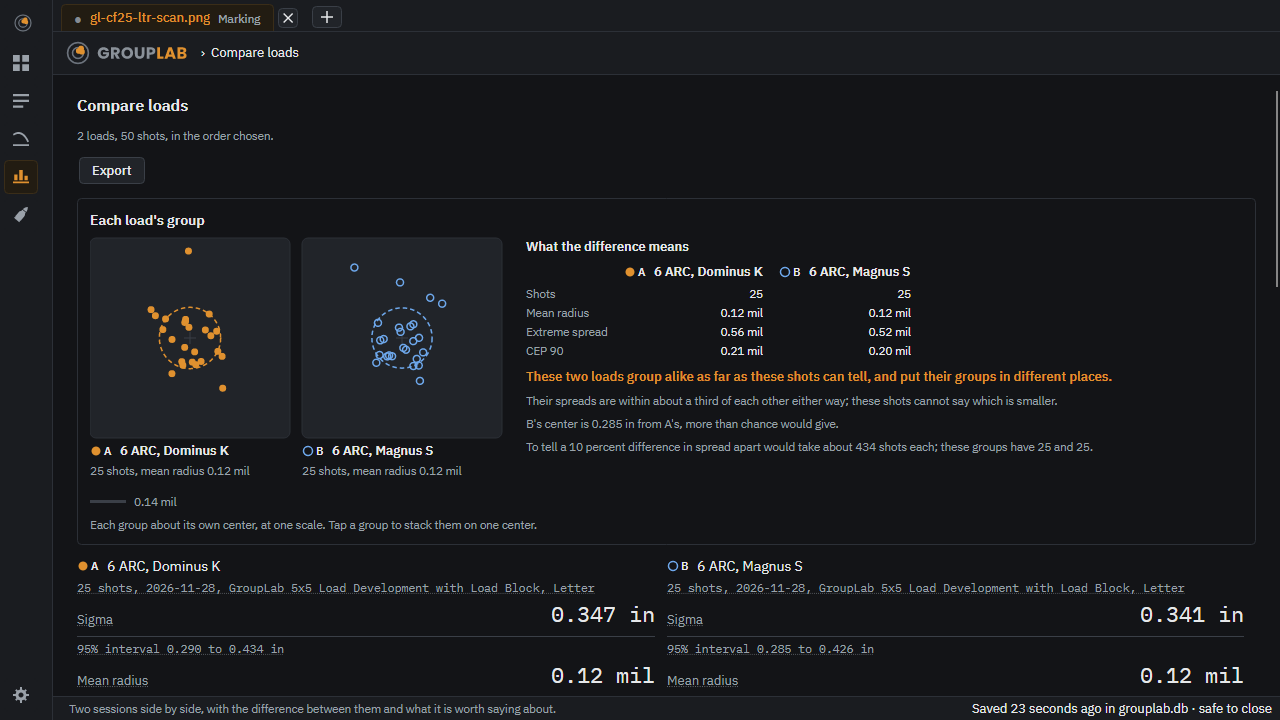 gl-cf25-ltr-scan.png Marking
GROUPLAB › Compare loads
Compare loads
2 loads, 50 shots, in the order chosen.
Export
Each load's group
A 6 ARC, Dominus K
25 shots, mean radius 0.12 mil
B 6 ARC, Magnus S
25 shots, mean radius 0.12 mil
0.14 mil
Each group about its own center, at one scale. Tap a group to stack them on one center.
What the difference means
A 6 ARC, Dominus K B 6 ARC, Magnus S
Shots 25 25
Mean radius 0.12 mil 0.12 mil
Extreme spread 0.56 mil 0.52 mil
CEP 90 0.21 mil 0.20 mil
These two loads group alike as far as these shots can tell, and put their groups in different places.
Their spreads are within about a third of each other either way; these shots cannot say which is smaller.
B's center is 0.285 in from A's, more than chance would give.
To tell a 10 percent difference in spread apart would take about 434 shots each; these groups have 25 and 25.
A 6 ARC, Dominus K
25 shots, 2026-11-28, GroupLab 5x5 Load Development with Load Block, Letter
Sigma 0.347 in
95% interval 0.290 to 0.434 in
Mean radius 0.12 mil
B 6 ARC, Magnus S
25 shots, 2026-11-28, GroupLab 5x5 Load Development with Load Block, Letter
Sigma 0.341 in
95% interval 0.285 to 0.426 in
Mean radius 0.12 mil
Two sessions side by side, with the difference between them and what it is worth saying about.
Saved 23 seconds ago in grouplab.db · safe to close